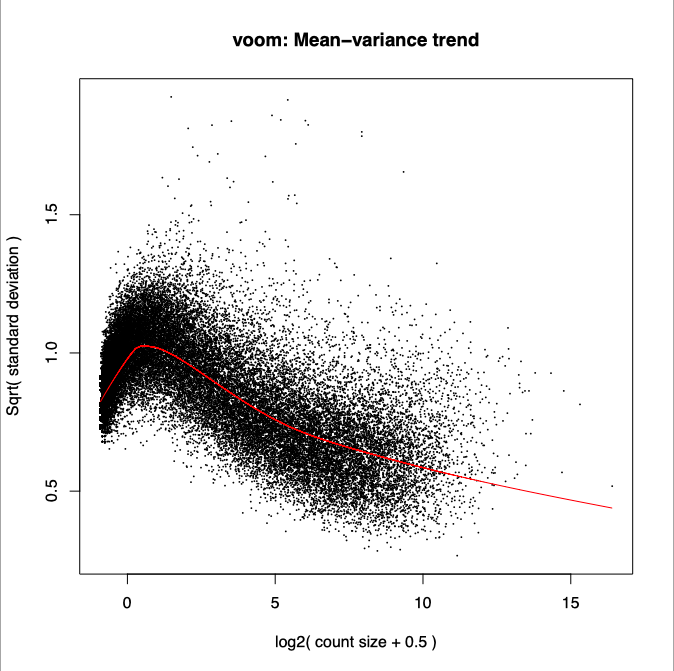 voom: Mean−variance trend
Sqrt( standard deviation )
1.5
1.0
0.5
0 5 10 15
log2( count size + 0.5 )